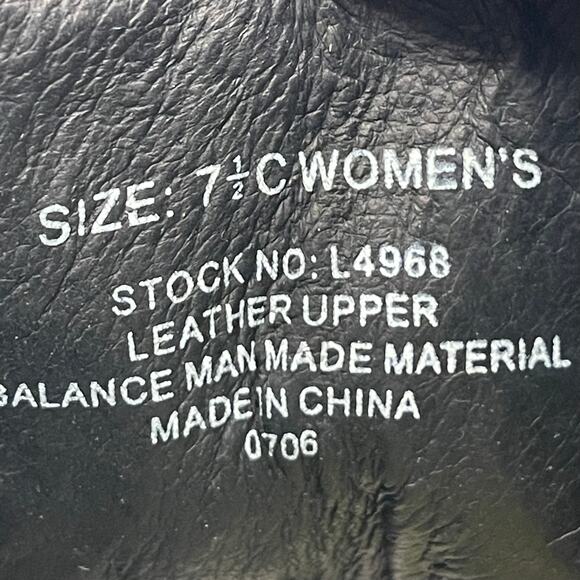 SIZE: 7½C WOMEN'S
STOCK NO: L4968
LEATHER UPPER
BALANCE MAN MADE MATERIAL
MADE IN CHINA
0706